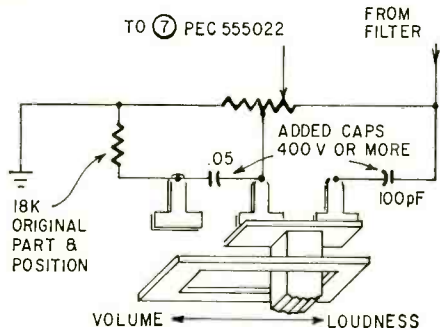 TO ⑦ PEC 555022
FROM
FILTER
ADDED CAPS
400 V OR MORE
.05
100pF
18K
ORIGINAL
PART &
POSITION
VOLUME
LOUDNESS